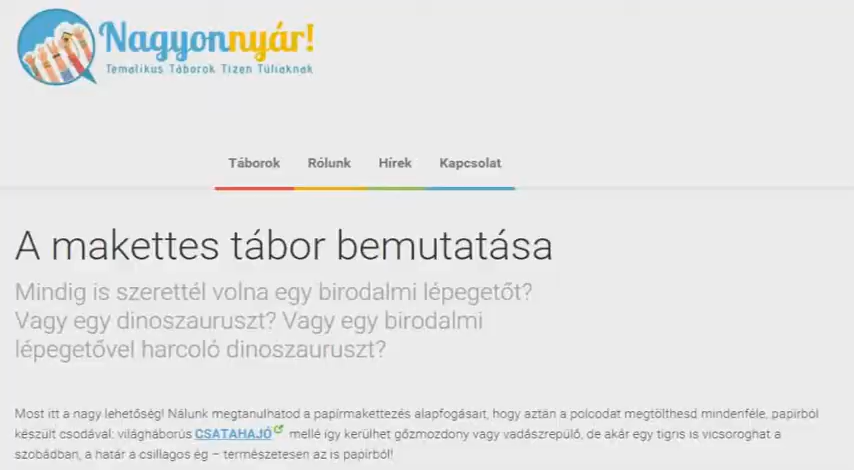 Nagyonnyár!
Tematikus Táborok Tizen Túliaknak
Táborok Rólunk Hírek Kapcsolat
A makettes tábor bemutatása
Mindig is szerettél volna egy birodalmi lépegetőt?
Vagy egy dinoszauruszt? Vagy egy birodalmi
lépegetővel harcoló dinoszauruszt?
Most itt a nagy lehetőség! Nálunk megtanulhatod a papírmakettezés alapfogásait, hogy aztán a polcodat megtölthesd mindenféle, papírból
készült csodával: világháborús CSATAHAJÓ mellé így kerülhet gőzmozdony vagy vadászrepülő, de akár egy tigris is vicsoroghat a
szobádban, a határ a csillagos ég – természetesen az is papírból!